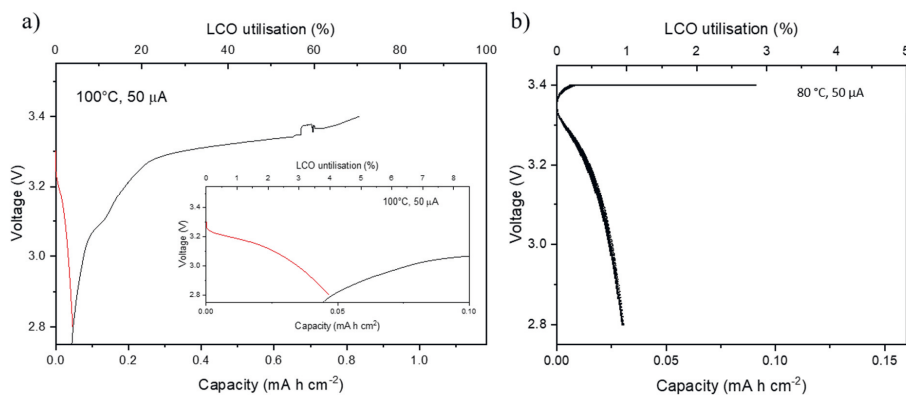 a)
LCO utilisation (%)
0 20 40 60 80 100
100°C, 50 µA
3.4
3.2
3.0
2.8
Voltage (V)
0.0 0.2 0.4 0.6 0.8 1.0
Capacity (mA h cm-2)
LCO utilisation (%)
0 1 2 3 4 5 6 7 8
100°C, 50 µA
3.4
3.2
3.0
2.8
Voltage (V)
0.00 0.05 0.10
Capacity (mA h cm2)
b)
LCO utilisation (%)
0 1 2 3 4 5
80 °C, 50 µA
3.4
3.2
3.0
2.8
Voltage (V)
0.00 0.05 0.10 0.15
Capacity (mA h cm-2)